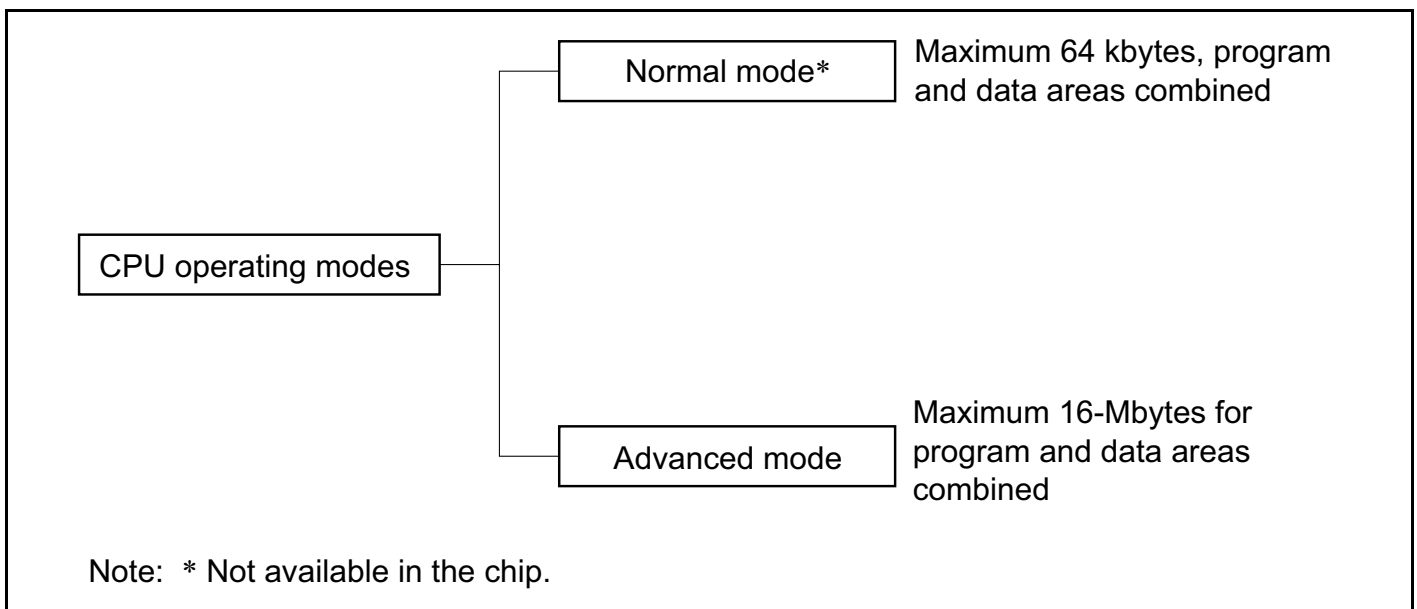 Normal mode*
Maximum 64 kbytes, program
and data areas combined
CPU operating modes
Advanced mode
Maximum 16-Mbytes for
program and data areas
combined
Note: * Not available in the chip.